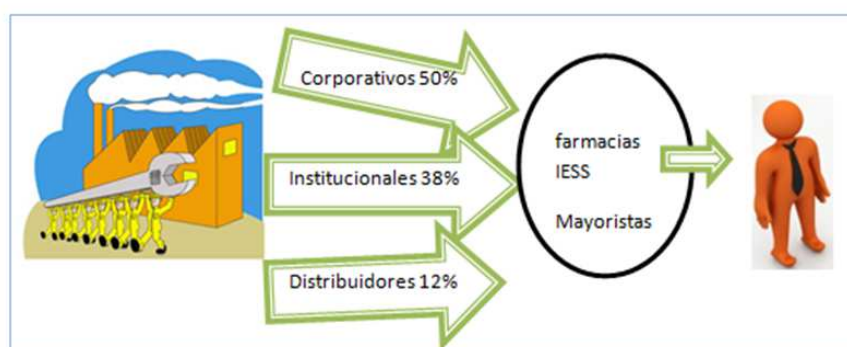 Corporativos 50%
Institucionales 38%
Distribuidores 12%
farmacias
IESS
Mayoristas